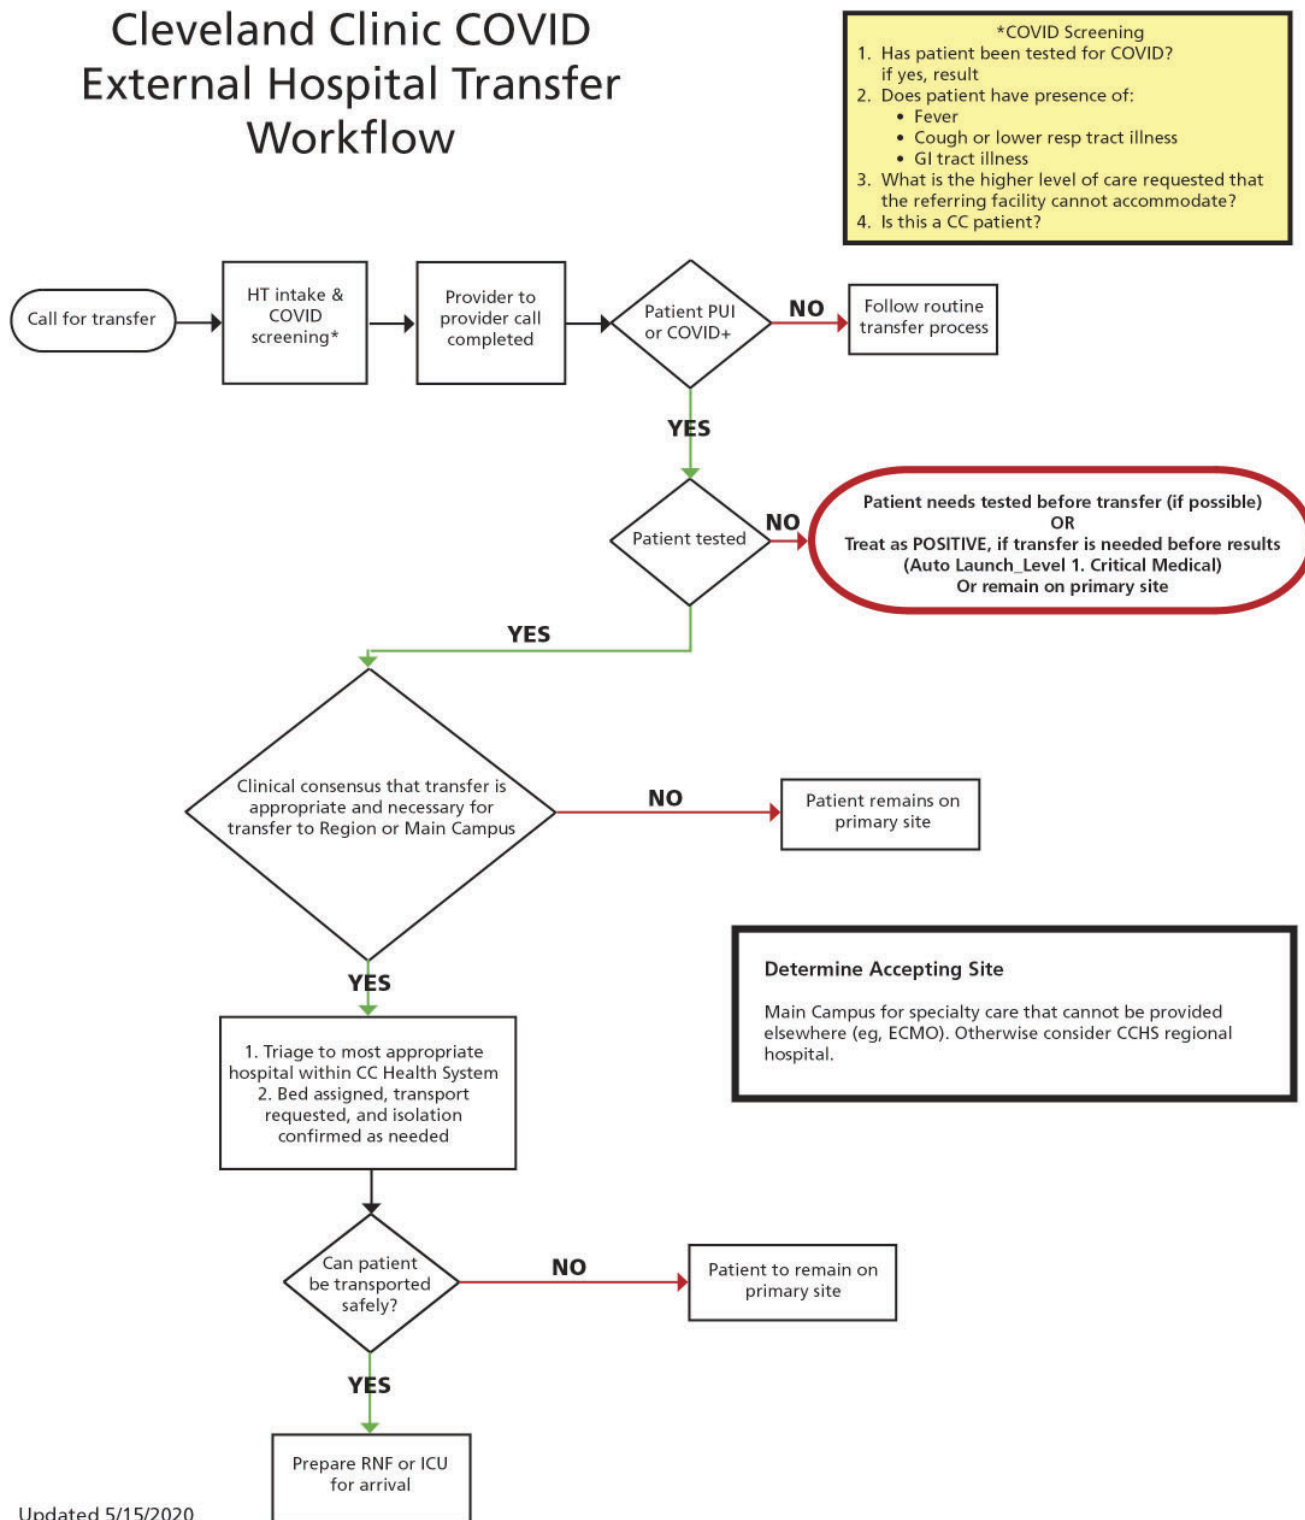 Cleveland Clinic COVID
External Hospital Transfer
Workflow
*COVID Screening
1. Has patient been tested for COVID?
if yes, result
2. Does patient have presence of:
• Fever
• Cough or lower resp tract illness
• GI tract illness
3. What is the higher level of care requested that
the referring facility cannot accommodate?
4. Is this a CC patient?
Call for transfer
HT intake &
COVID
screening*
Provider to
provider call
completed
Patient PUI
or COVID+
NO
Follow routine
transfer process
YES
Patient tested
NO
Patient needs tested before transfer (if possible)
OR
Treat as POSITIVE, if transfer is needed before results
(Auto Launch_Level 1. Critical Medical)
Or remain on primary site
YES
Clinical consensus that transfer is
appropriate and necessary for
transfer to Region or Main Campus
NO
Patient remains on
primary site
YES
Determine Accepting Site
Main Campus for specialty care that cannot be provided
elsewhere (eg, ECMO). Otherwise consider CCHS regional
hospital.
1. Triage to most appropriate
hospital within CC Health System
2. Bed assigned, transport
requested, and isolation
confirmed as needed
Can patient
be transported
safely?
NO
Patient to remain on
primary site
YES
Prepare RNF or ICU
for arrival
Updated 5/15/2020